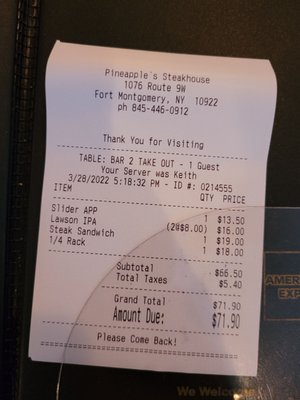 Pineapple's Steakhouse
1076 Route 9W
Fort Montgomery, NY 10922
ph 845-446-0912
Thank You for Visiting
TABLE: BAR 2 TAKE OUT - 1 Guest
Your Server was Keith
3/28/2022 5:18:32 PM - ID #: 0214555
ITEM QTY PRICE
Slider APP 1 $13.50
Lawson IPA (2@$8.00) $16.00
Steak Sandwich 1 $19.00
1/4 Rack 1 $18.00
Subtotal $66.50
Total Taxes $5.40
Grand Total $71.90
Amount Due: $71.90
Please Come Back!
AMERI
EXP
We Welcome